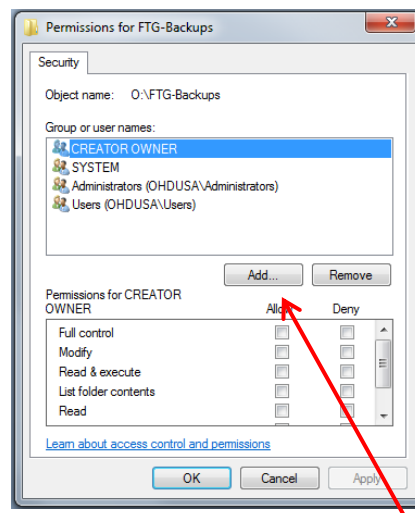 Permissions for FTG-Backups
Security
Object name: O:\FTG-Backups
Group or user names:
CREATOR OWNER
SYSTEM
Administrators (OHDUSA\Administrators)
Users (OHDUSA\Users)
Add... Remove
Permissions for CREATOR
OWNER Allow Deny
Full control
Modify
Read & execute
List folder contents
Read
Learn about access control and permissions
OK Cancel Apply